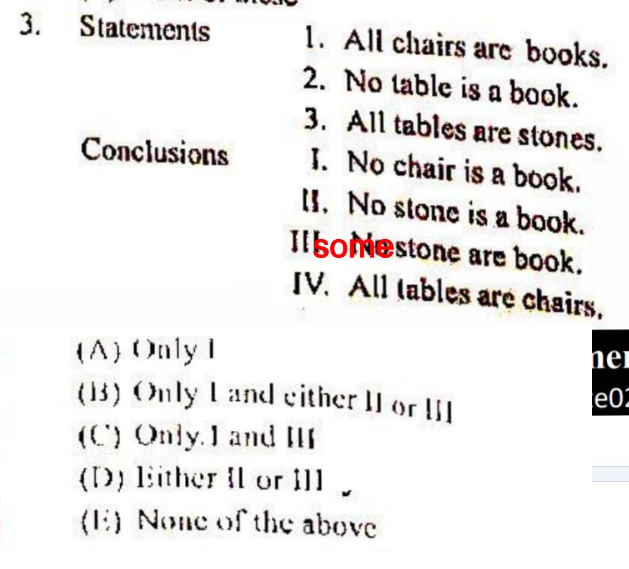 3. Statements 1. All chairs are books.
2. No table is a book.
3. All tables are stones.
Conclusions I. No chair is a book.
II. No stone is a book.
III. some stone are book.
IV. All tables are chairs.
(A) Only I
(B) Only I and either II or III
(C) Only.I and III
(D) Either II or III
(E) None of the above